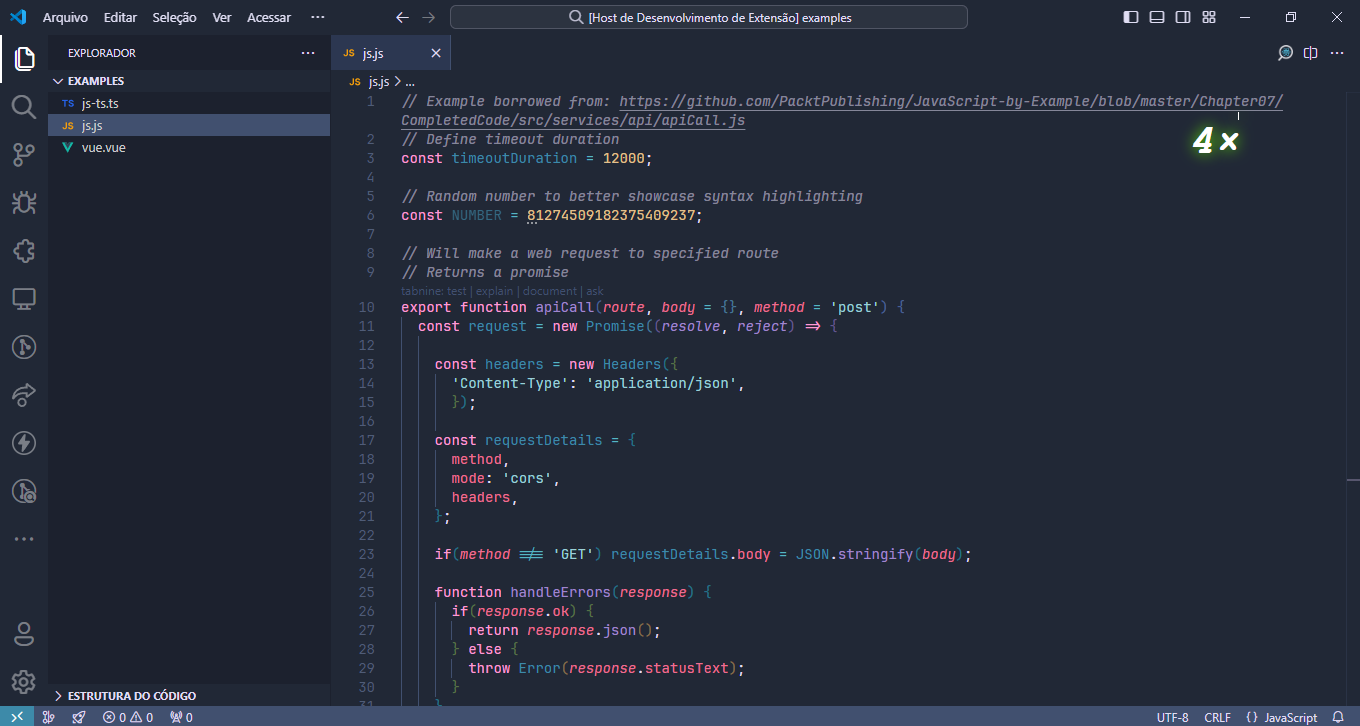 Arquivo Editar Seleção Ver Acessar ···
[Host de Desenvolvimento de Extensão] examples
EXPLORADOR
JS js.js
EXAMPLES
TS js-ts.ts
JS js.js
vue.vue
ESTRUTURA DO CÓDIGO
JS js.js > ...
1 // Example borrowed from: https://github.com/PacktPublishing/JavaScript-by-Example/blob/master/Chapter07/
CompletedCode/src/services/api/apiCall.js
4×
2 // Define timeout duration
3 const timeoutDuration = 12000;
4
5 // Random number to better showcase syntax highlighting
6 const NUMBER = 81274509182375409237;
7
8 // Will make a web request to specified route
9 // Returns a promise
tabnine: test | explain | document | ask
10 export function apiCall(route, body = {}, method = 'post') {
11 const request = new Promise((resolve, reject) => {
12
13 const headers = new Headers({
14 'Content-Type': 'application/json',
15 });
16
17 const requestDetails = {
18 method,
19 mode: 'cors',
20 headers,
21 };
22
23 if(method !== 'GET') requestDetails.body = JSON.stringify(body);
24
25 function handleErrors(response) {
26 if(response.ok) {
27 return response.json();
28 } else {
29 throw Error(response.statusText);
30 }
31 }
0 0 0
UTF-8 CRLF {} JavaScript